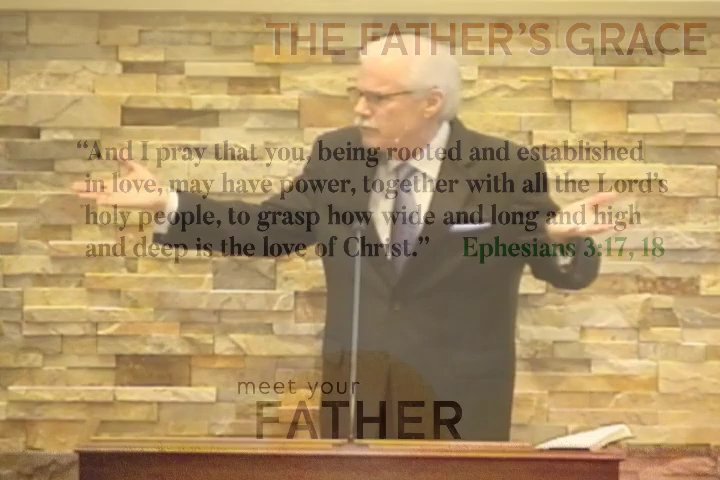 THE FATHER'S GRACE
“And I pray that you, being rooted and established
in love, may have power, together with all the Lord’s
holy people, to grasp how wide and long and high
and deep is the love of Christ.” Ephesians 3:17, 18
meet your
FATHER